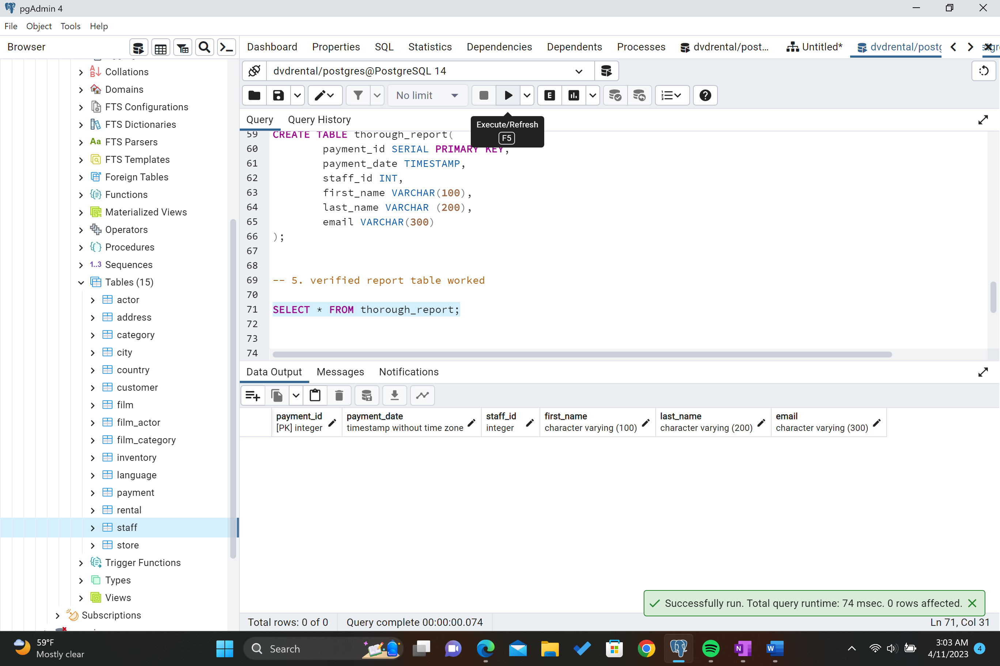 pgAdmin 4
File Object Tools Help
Browser
Dashboard Properties SQL Statistics Dependencies Dependents Processes dvdrental/post... Untitled* dvdrental/postg
Collations
Domains
FTS Configurations
FTS Dictionaries
Aa FTS Parsers
FTS Templates
Foreign Tables
Functions
Materialized Views
Operators
Procedures
1..3 Sequences
Tables (15)
actor
address
category
city
country
customer
film
film_actor
film_category
inventory
language
payment
rental
staff
store
Trigger Functions
Types
Views
Subscriptions
dvdrental/postgres@PostgreSQL 14
No limit
E
Query Query History
Execute/Refresh
F5
59 CREATE TABLE thorough_report(
60 payment_id SERIAL PRIMARY KEY,
61 payment_date TIMESTAMP,
62 staff_id INT,
63 first_name VARCHAR(100),
64 last_name VARCHAR (200),
65 email VARCHAR(300)
66 );
67
68
69 -- 5. verified report table worked
70
71 SELECT * FROM thorough_report;
72
73
74
Data Output Messages Notifications
payment_id payment_date staff_id first_name last_name email
[PK] integer timestamp without time zone integer character varying (100) character varying (200) character varying (300)
Successfully run. Total query runtime: 74 msec. 0 rows affected.
Total rows: 0 of 0 Query complete 00:00:00.074 Ln 71, Col 31
59°F
Mostly clear
Search
N
W
3:03 AM
4/11/2023
4